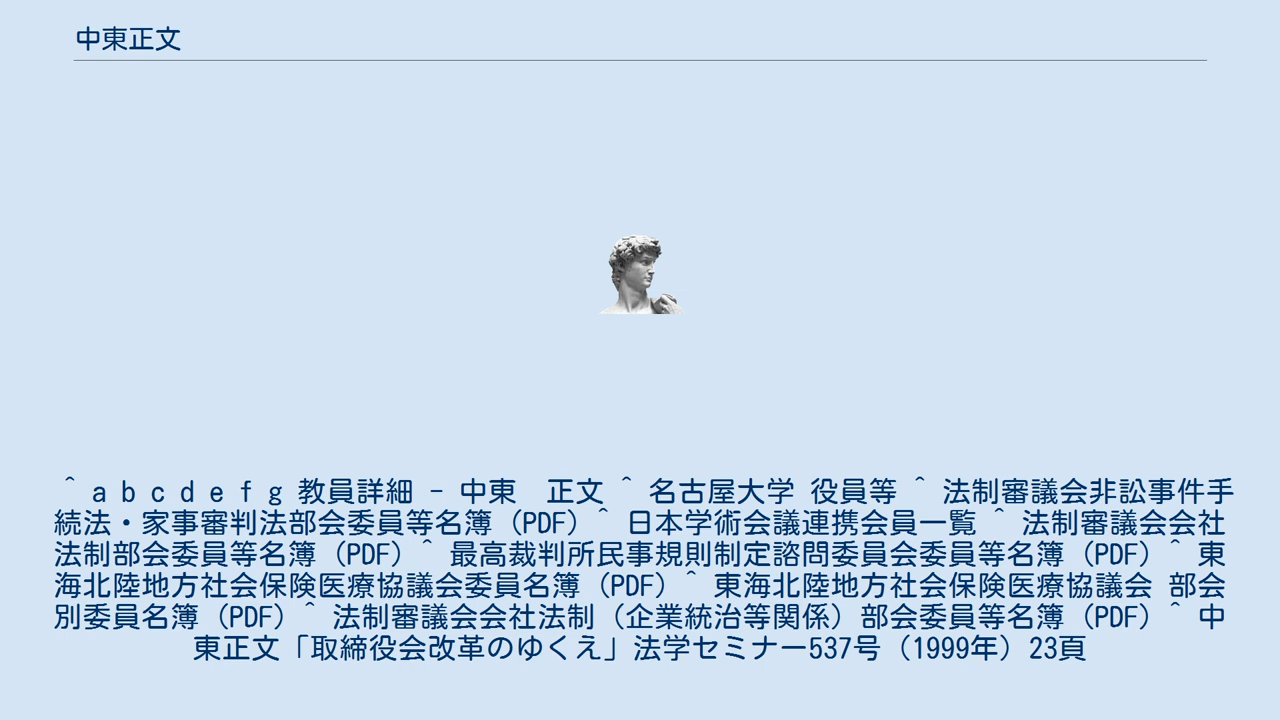 中東正文
^ a b c d e f g 教員詳細 - 中東　正文 ^ 名古屋大学 役員等 ^ 法制審議会非訟事件手
続法・家事審判法部会委員等名簿（PDF）^ 日本学術会議連携会員一覧 ^ 法制審議会会社
法制部会委員等名簿（PDF）^ 最高裁判所民事規則制定諮問委員会委員等名簿（PDF）^ 東
海北陸地方社会保険医療協議会委員名簿（PDF）^ 東海北陸地方社会保険医療協議会 部会
別委員名簿（PDF）^ 法制審議会会社法制（企業統治等関係）部会委員等名簿（PDF）^ 中
東正文「取締役会改革のゆくえ」法学セミナー537号（1999年）23頁